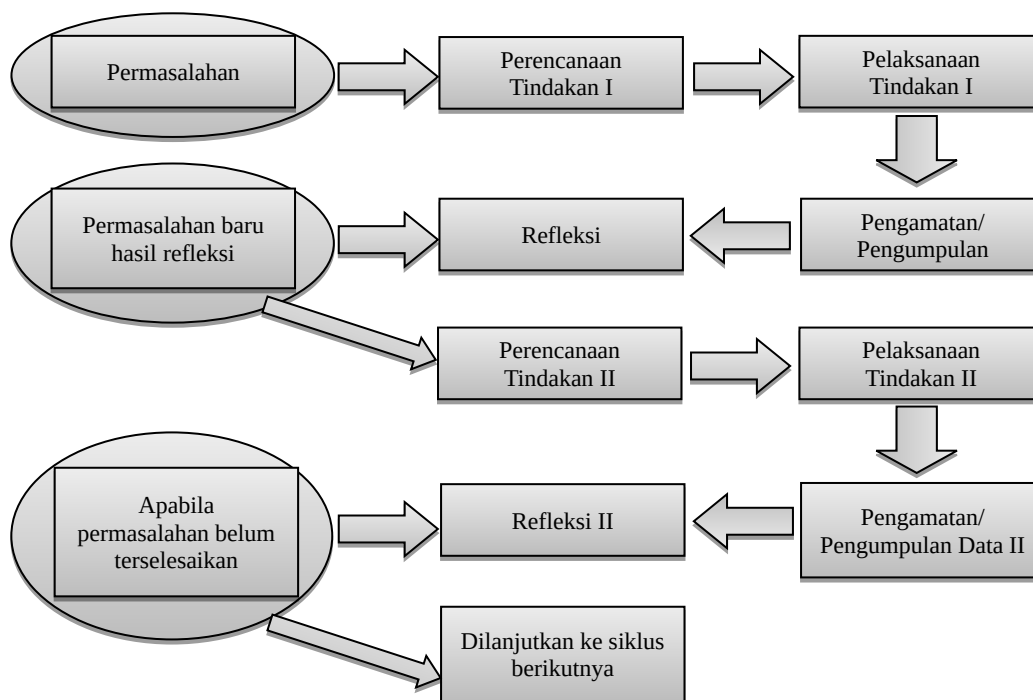 Permasalahan
Perencanaan
Tindakan I
Pelaksanaan
Tindakan I
Permasalahan baru
hasil refleksi
Refleksi
Pengamatan/
Pengumpulan
Perencanaan
Tindakan II
Pelaksanaan
Tindakan II
Apabila
permasalahan belum
terselesaikan
Refleksi II
Pengamatan/
Pengumpulan Data II
Dilanjutkan ke siklus
berikutnya